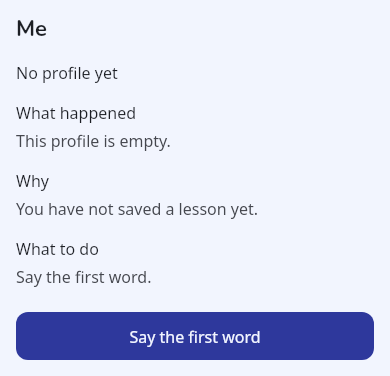 Me
No profile yet
What happened
This profile is empty.
Why
You have not saved a lesson yet.
What to do
Say the first word.
Say the first word